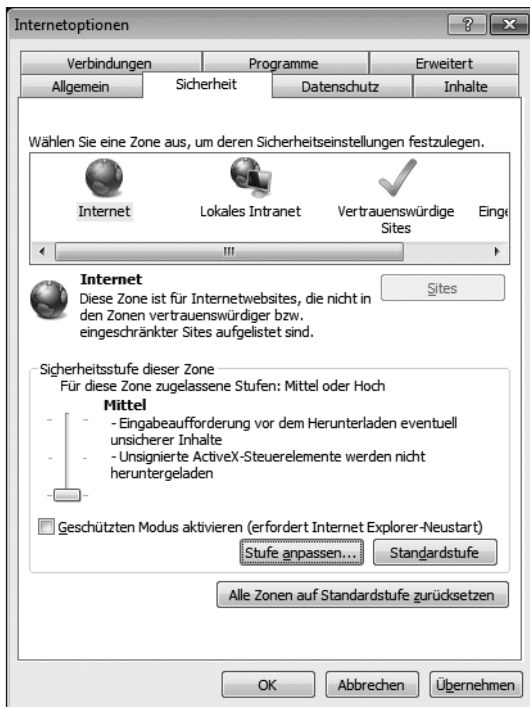 Internetoptionen
Verbindungen Programme Erweitert
Allgemein Sicherheit Datenschutz Inhalte
Wählen Sie eine Zone aus, um deren Sicherheitseinstellungen festzulegen.
Internet Lokales Intranet Vertrauenswürdige Sites Einge
Internet
Diese Zone ist für Internetwebsites, die nicht in
den Zonen vertrauenswürdiger bzw.
eingeschränkter Sites aufgelistet sind.
Sites
Sicherheitsstufe dieser Zone
Für diese Zone zugelassene Stufen: Mittel oder Hoch
Mittel
- Eingabeaufforderung vor dem Herunterladen eventuell
unsicherer Inhalte
- Unsignierte ActiveX-Steuerelemente werden nicht
heruntergeladen
Geschützten Modus aktivieren (erfordert Internet Explorer-Neustart)
Stufe anpassen... Standardstufe
Alle Zonen auf Standardstufe zurücksetzen
OK Abbrechen Übernehmen